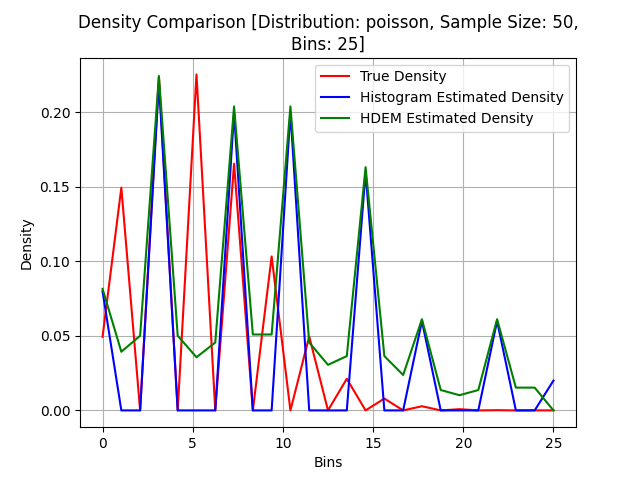 Density Comparison [Distribution: poisson, Sample Size: 50,
Bins: 25]
True Density
Histogram Estimated Density
HDEM Estimated Density
Density
0.20
0.15
0.10
0.05
0.00
0 5 10 15 20 25
Bins